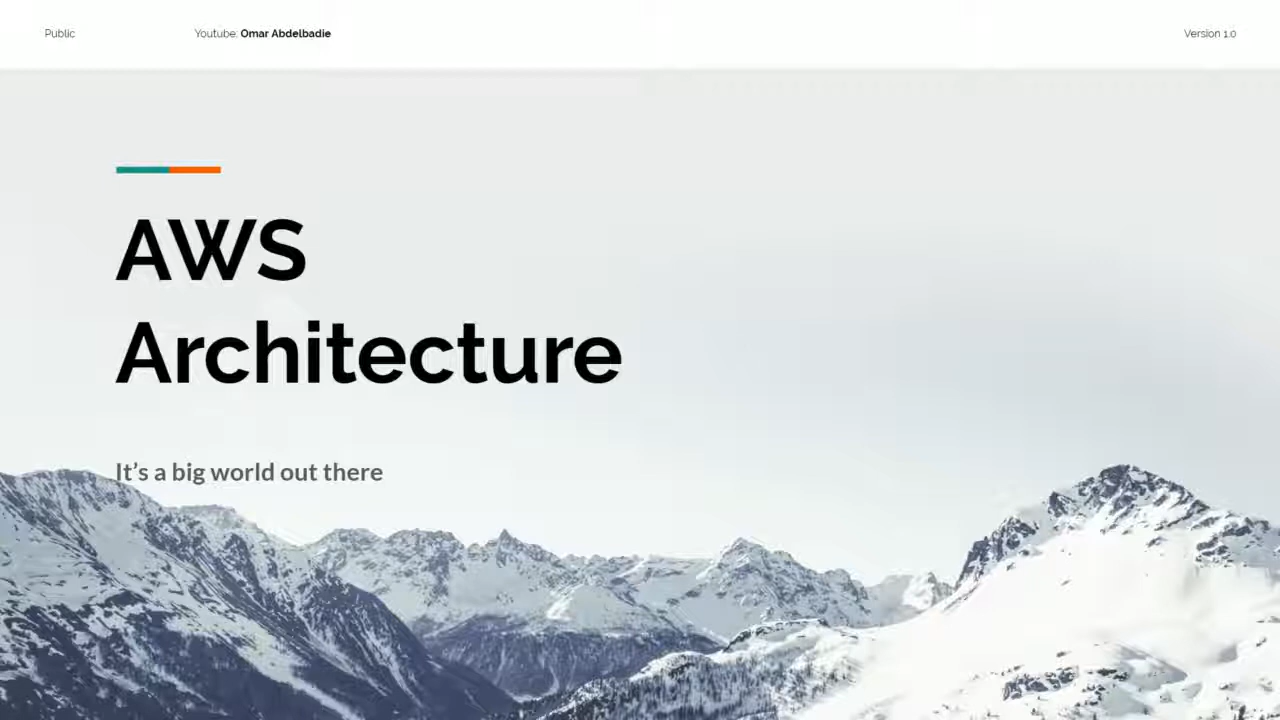 Public
Youtube: Omar Abdelbadie
Version 1.0
AWS
Architecture
It’s a big world out there